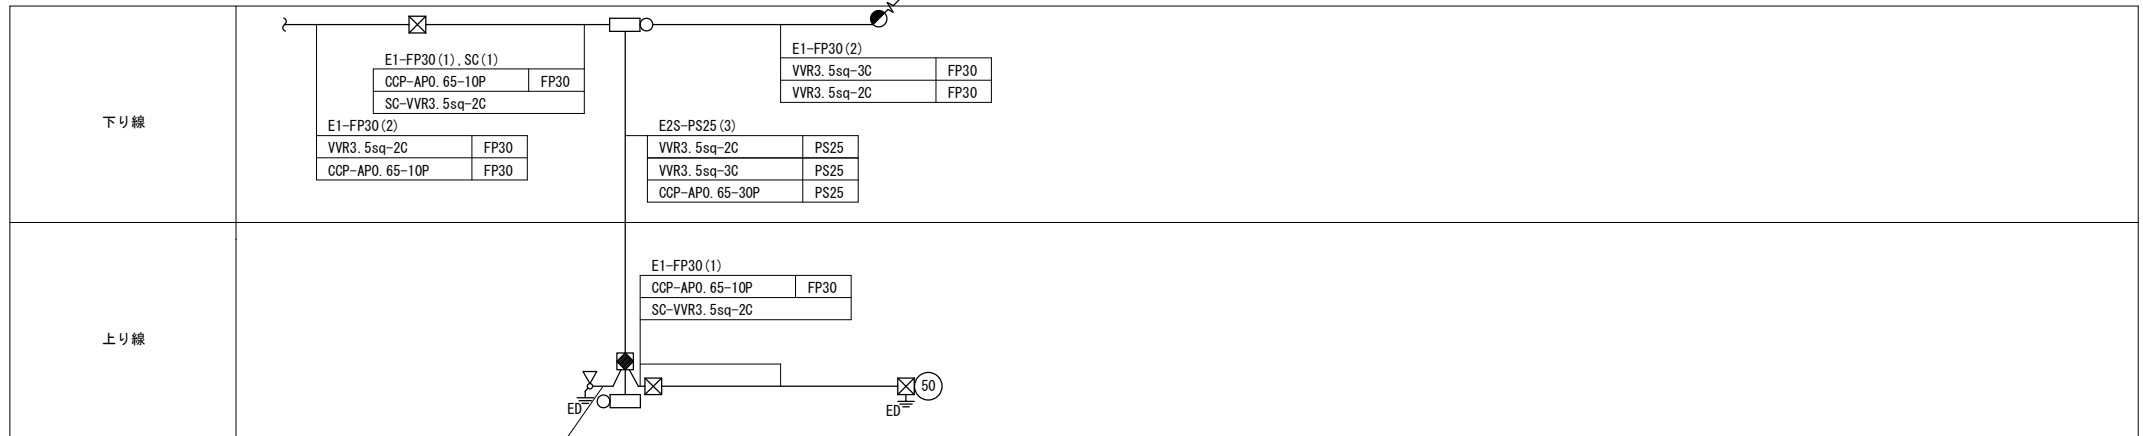 下り線
E1-FP30(1), SC(1)
CCP-AP0.65-10P FP30
SC-VVR3.5sq-2C
E1-FP30(2)
VVR3.5sq-2C FP30
CCP-AP0.65-10P FP30
E1-FP30(2)
VVR3.5sq-3C FP30
VVR3.5sq-2C FP30
E2S-PS25(3)
VVR3.5sq-2C PS25
VVR3.5sq-3C PS25
CCP-AP0.65-30P PS25
上り線
E1-FP30(1)
CCP-AP0.65-10P FP30
SC-VVR3.5sq-2C
ED
ED
50